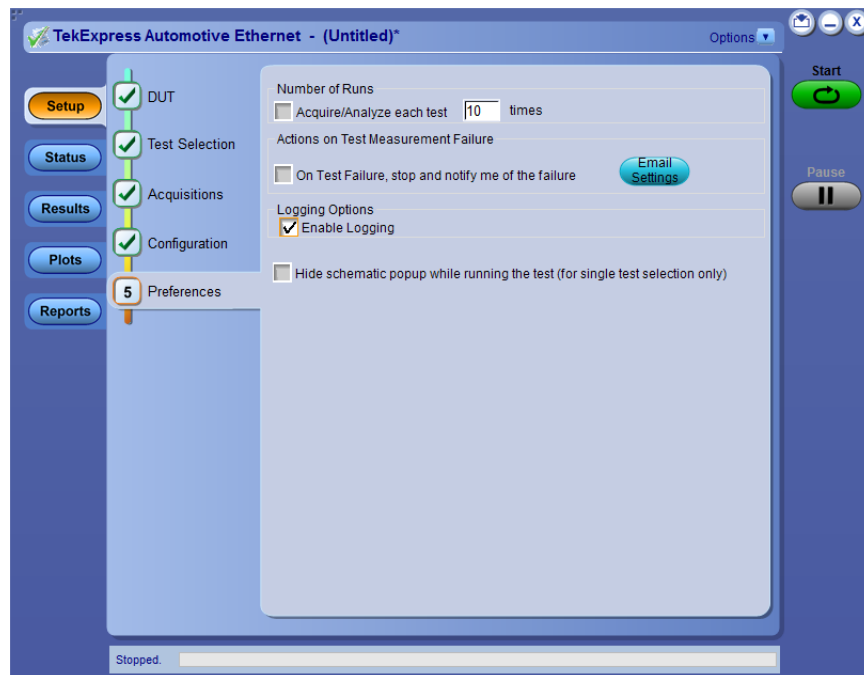 TekExpress Automotive Ethernet - (Untitled)*
Options
X
Setup
Status
Results
Plots
Reports
DUT
Test Selection
Acquisitions
Configuration
5 Preferences
Number of Runs
Acquire/Analyze each test 10 times
Actions on Test Measurement Failure
On Test Failure, stop and notify me of the failure
Email
Settings
Logging Options
Enable Logging
Hide schematic popup while running the test (for single test selection only)
Start
Pause
Stopped.